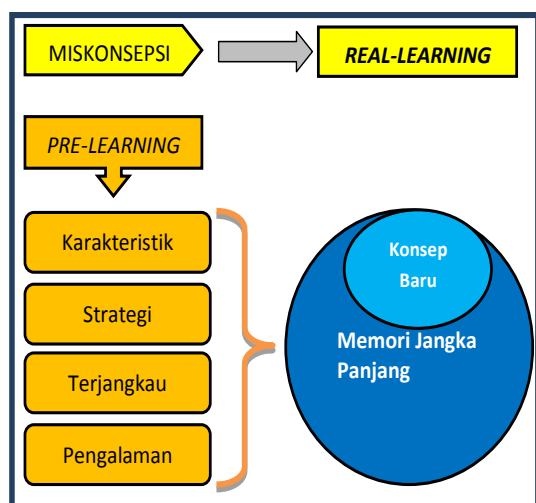 MISKONSEPSI
REAL-LEARNING
PRE-LEARNING
Karakteristik
Strategi
Terjangkau
Pengalaman
Konsep
Baru
Memori Jangka
Panjang